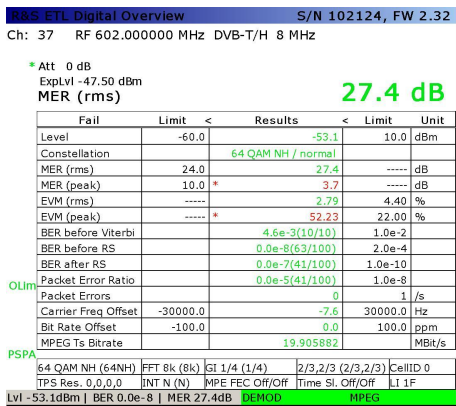 R&S ETL Digital Overview S/N 102124, FW 2.32
Ch: 37 RF 602.000000 MHz DVB-T/H 8 MHz
* Att 0 dB
ExpLvl -47.50 dBm
MER (rms) 27.4 dB
Fail Limit < Results < Limit Unit
Level -60.0 -53.1 10.0 dBm
Constellation 64 QAM NH / normal
MER (rms) 24.0 27.4 ----- dB
MER (peak) 10.0 * 3.7 ----- dB
EVM (rms) ----- 2.79 4.40 %
EVM (peak) ----- * 52.23 22.00 %
BER before Viterbi 4.6e-3(10/10) 1.0e-2
BER before RS 0.0e-8(63/100) 2.0e-4
BER after RS 0.0e-7(41/100) 1.0e-10
Packet Error Ratio 0.0e-5(41/100) 1.0e-8
OLim
Packet Errors 0 1 /s
Carrier Freq Offset -30000.0 -7.6 30000.0 Hz
Bit Rate Offset -100.0 0.0 100.0 ppm
MPEG Ts Bitrate 19.905882 MBit/s
PSPA
64 QAM NH (64NH) FFT 8k (8k) GI 1/4 (1/4) 2/3,2/3 (2/3,2/3) CellID 0
TPS Res. 0,0,0,0 INT N (N) MPE FEC Off/Off Time Sl. Off/Off LI 1F
Lvl -53.1dBm | BER 0.0e-8 | MER 27.4dB DEMOD MPEG